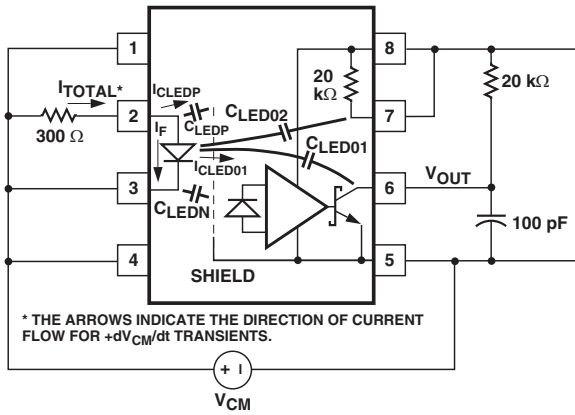 1
8
I_TOTAL*
300 Ω
2
I_CLEDP
C_LEDP
20
kΩ
20 kΩ
C_LED02
7
I_F
I_CLED01
C_LED01
3
C_LEDN
6
V_OUT
100 pF
4
SHIELD
5
* THE ARROWS INDICATE THE DIRECTION OF CURRENT
FLOW FOR +dV_CM/dt TRANSIENTS.
+ –
V_CM